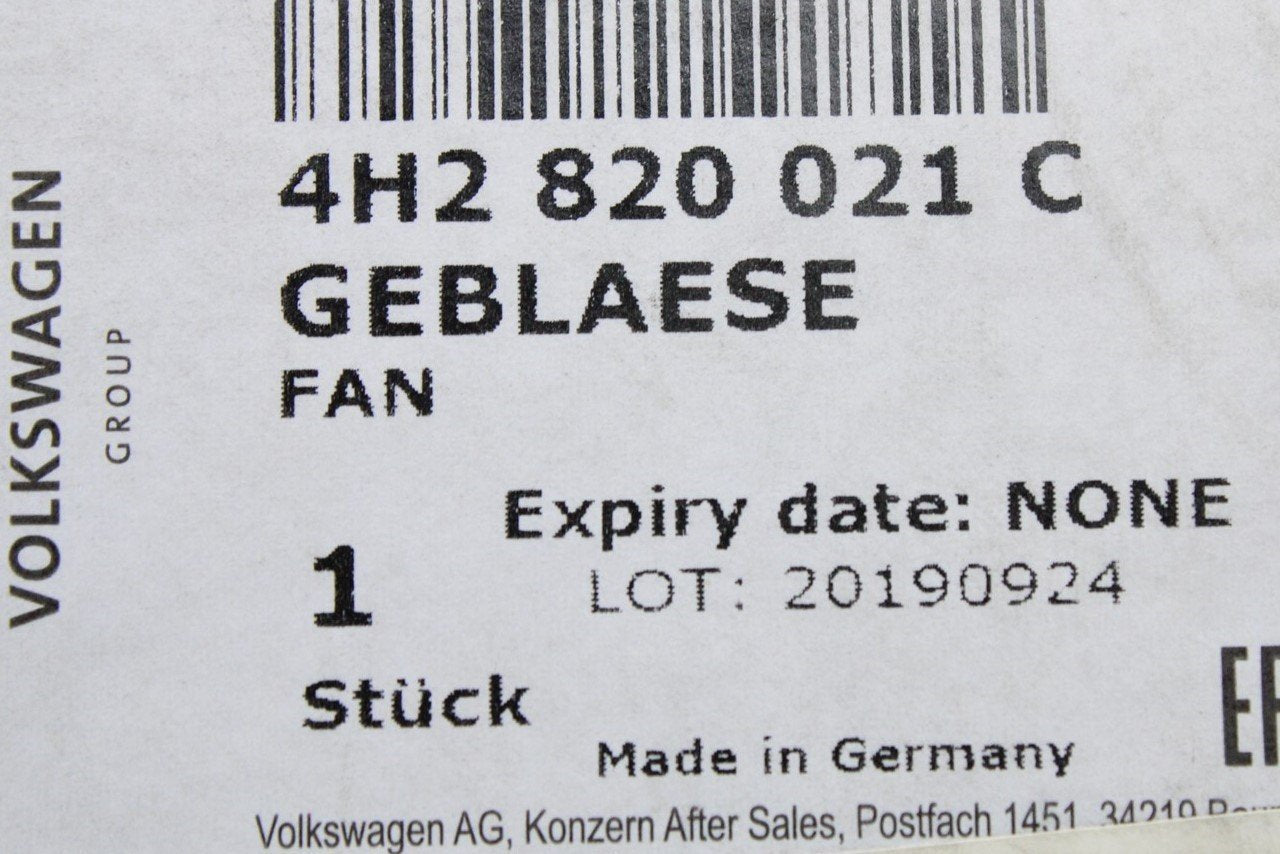 VOLKSWAGEN
GROUP
4H2 820 021 C
GEBLAESE
FAN
Expiry date: NONE
LOT: 20190924
1
Stück
Made in Germany
Volkswagen AG, Konzern After Sales, Postfach 1451, 34219